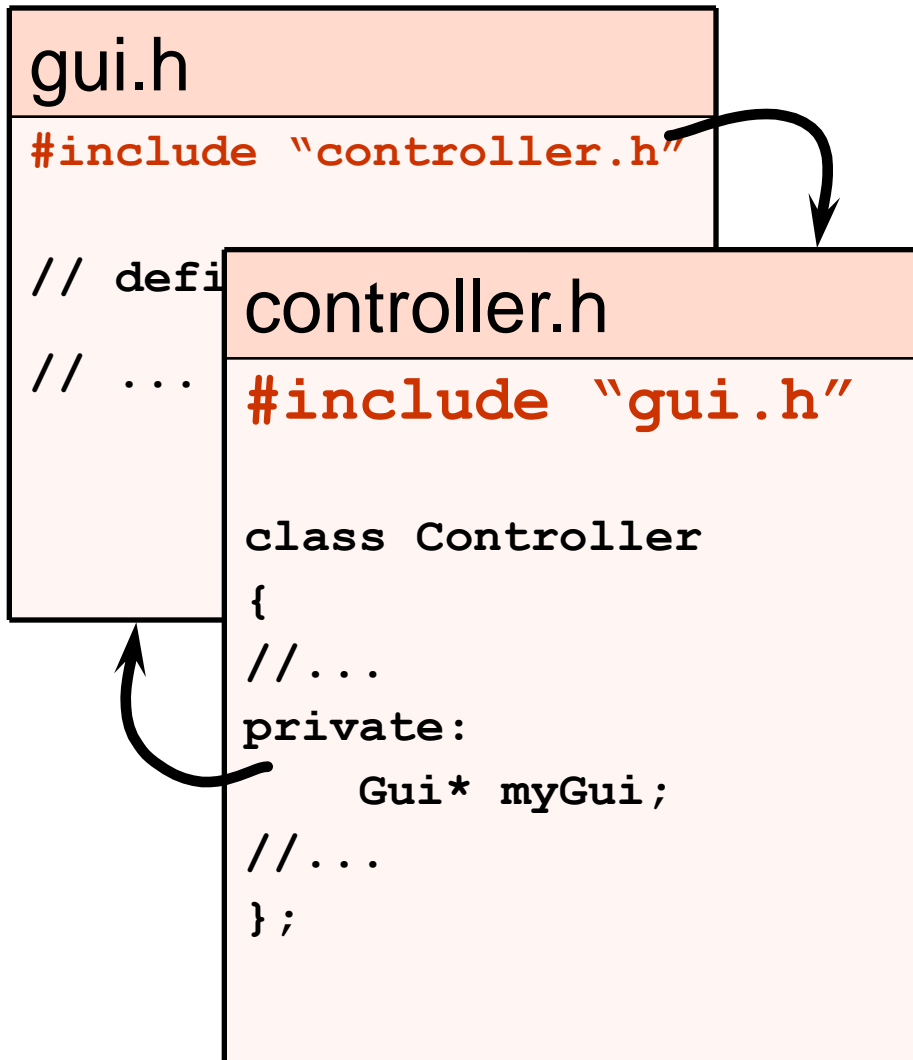 gui.h
#include “controller.h”
// defi
// ...
controller.h
#include “gui.h”
class Controller
{
//...
private:
Gui* myGui;
//...
};